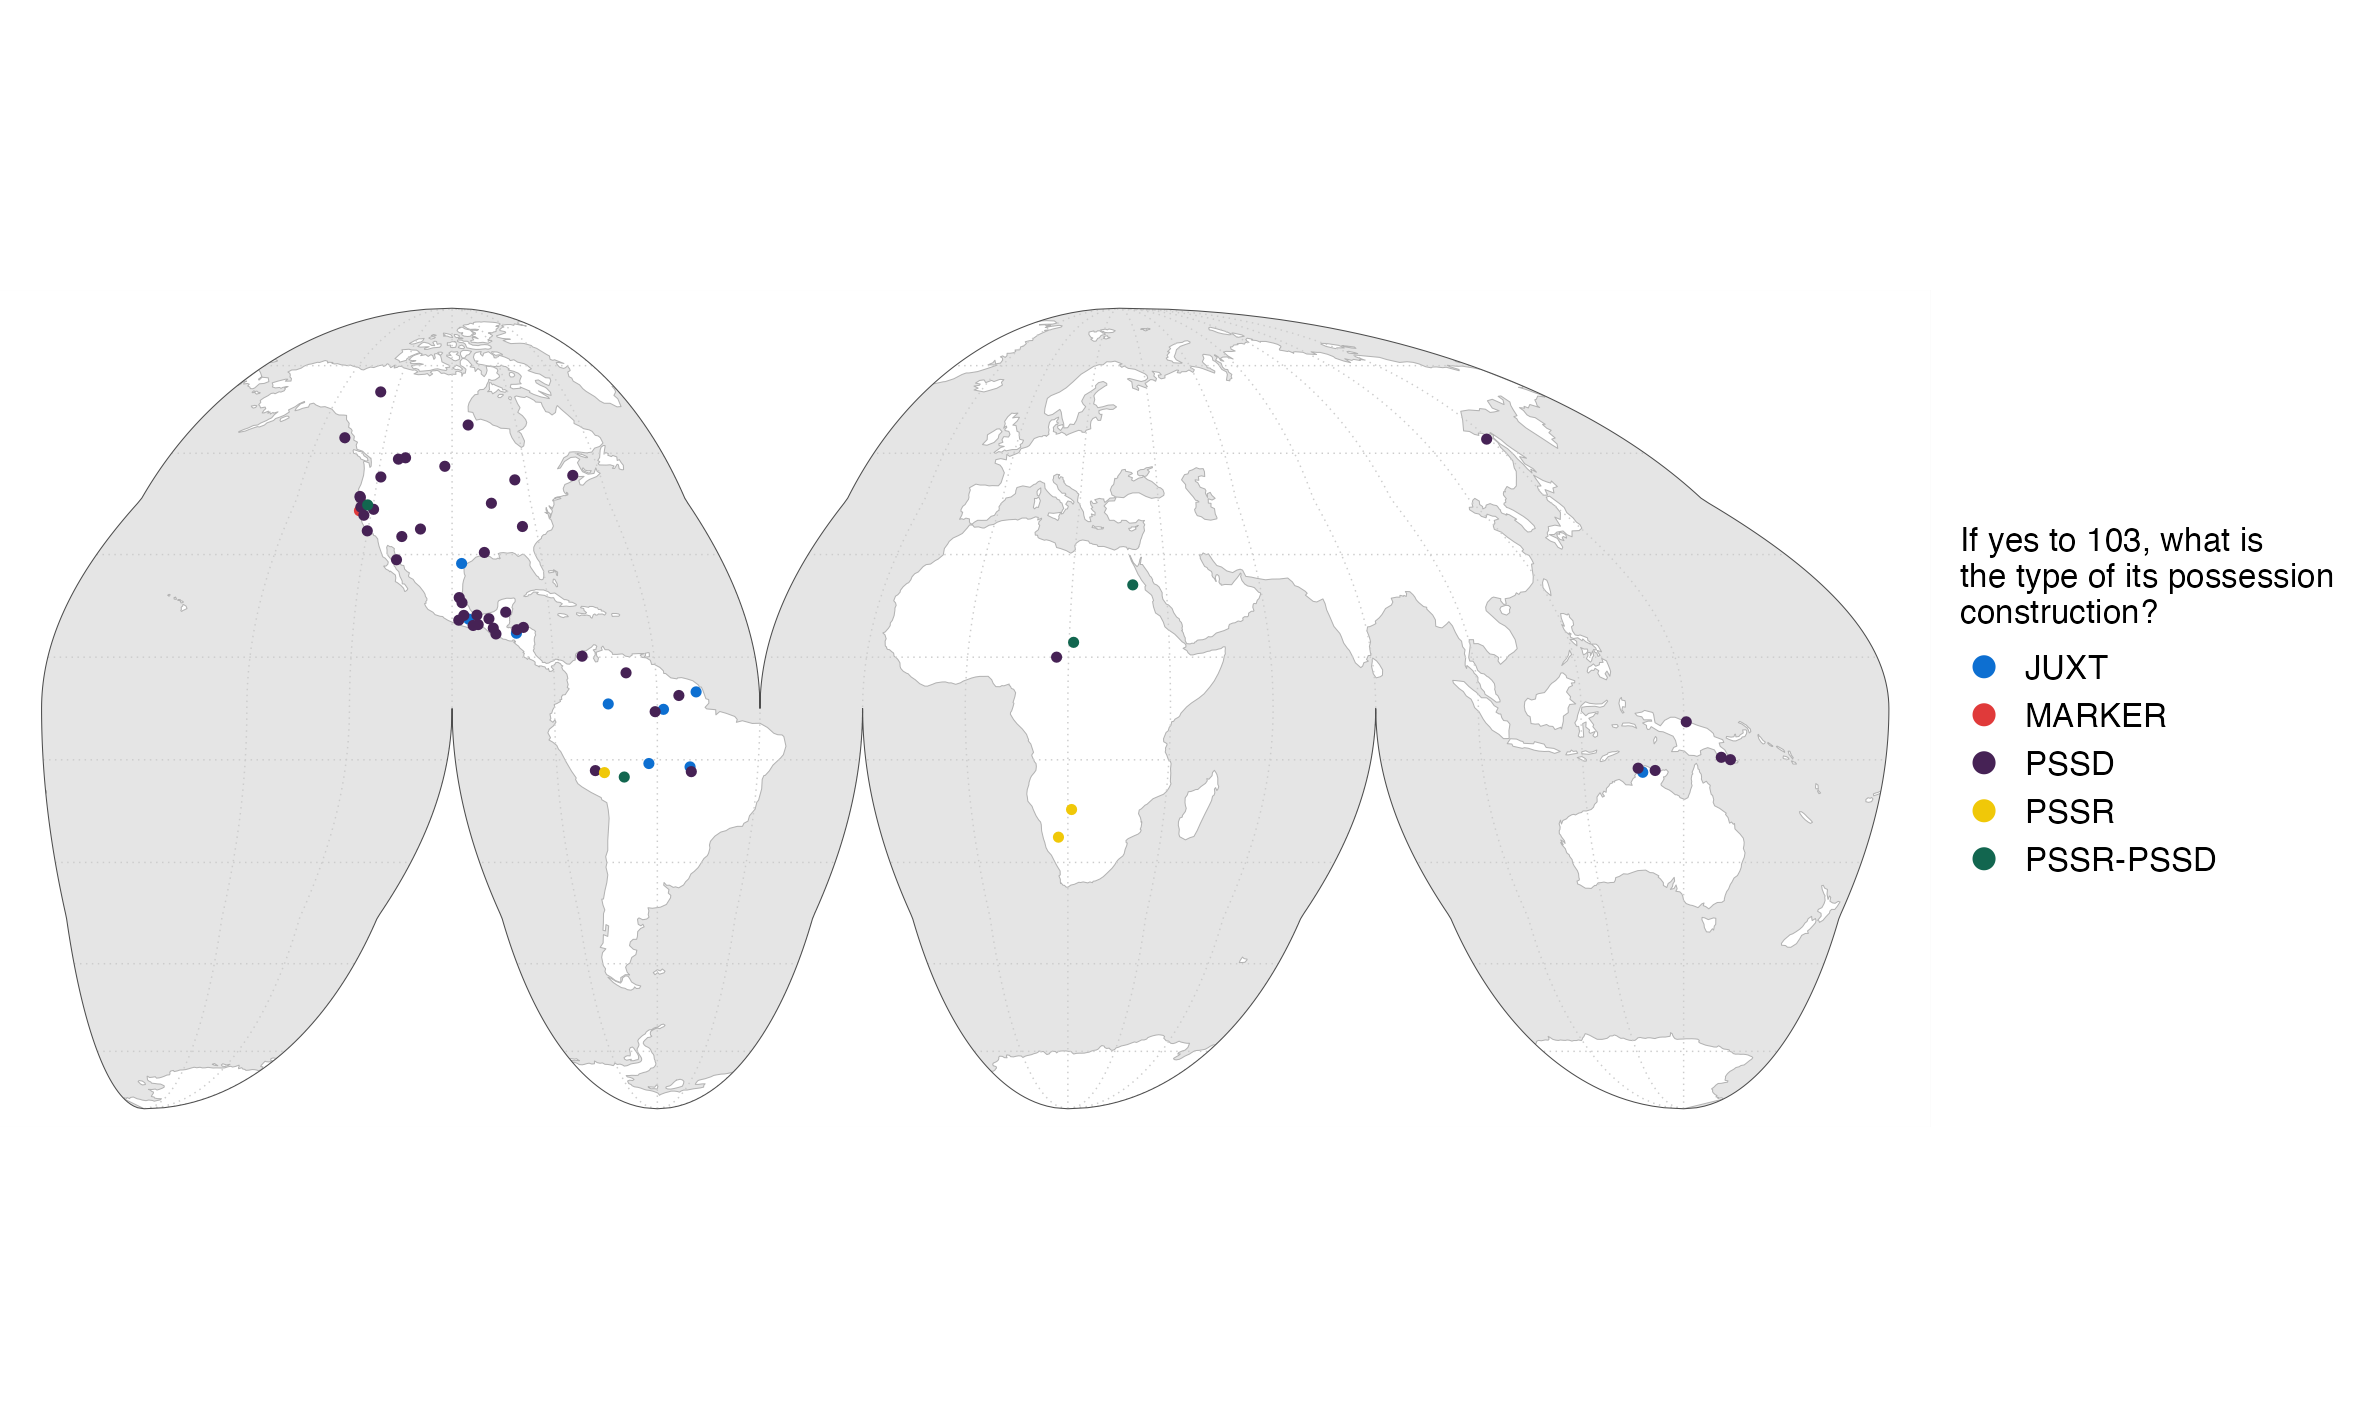 If yes to 103, what is
the type of its possession
construction?
JUXT
MARKER
PSSD
PSSR
PSSR-PSSD